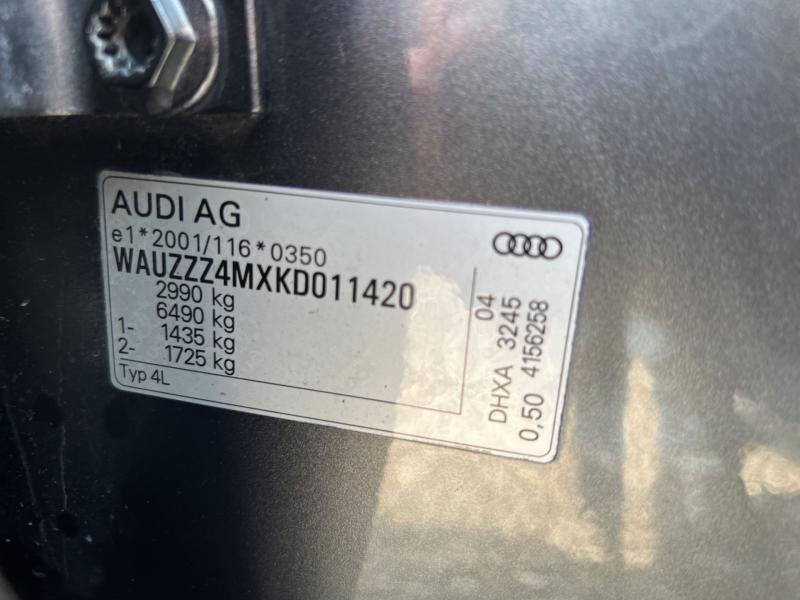 AUDI AG
e1*2001/116*0350
WAUZZZ4MXKD011420
2990 kg
6490 kg
1- 1435 kg
2- 1725 kg
Typ 4L
04
DHXA 3245
0,50 4156258